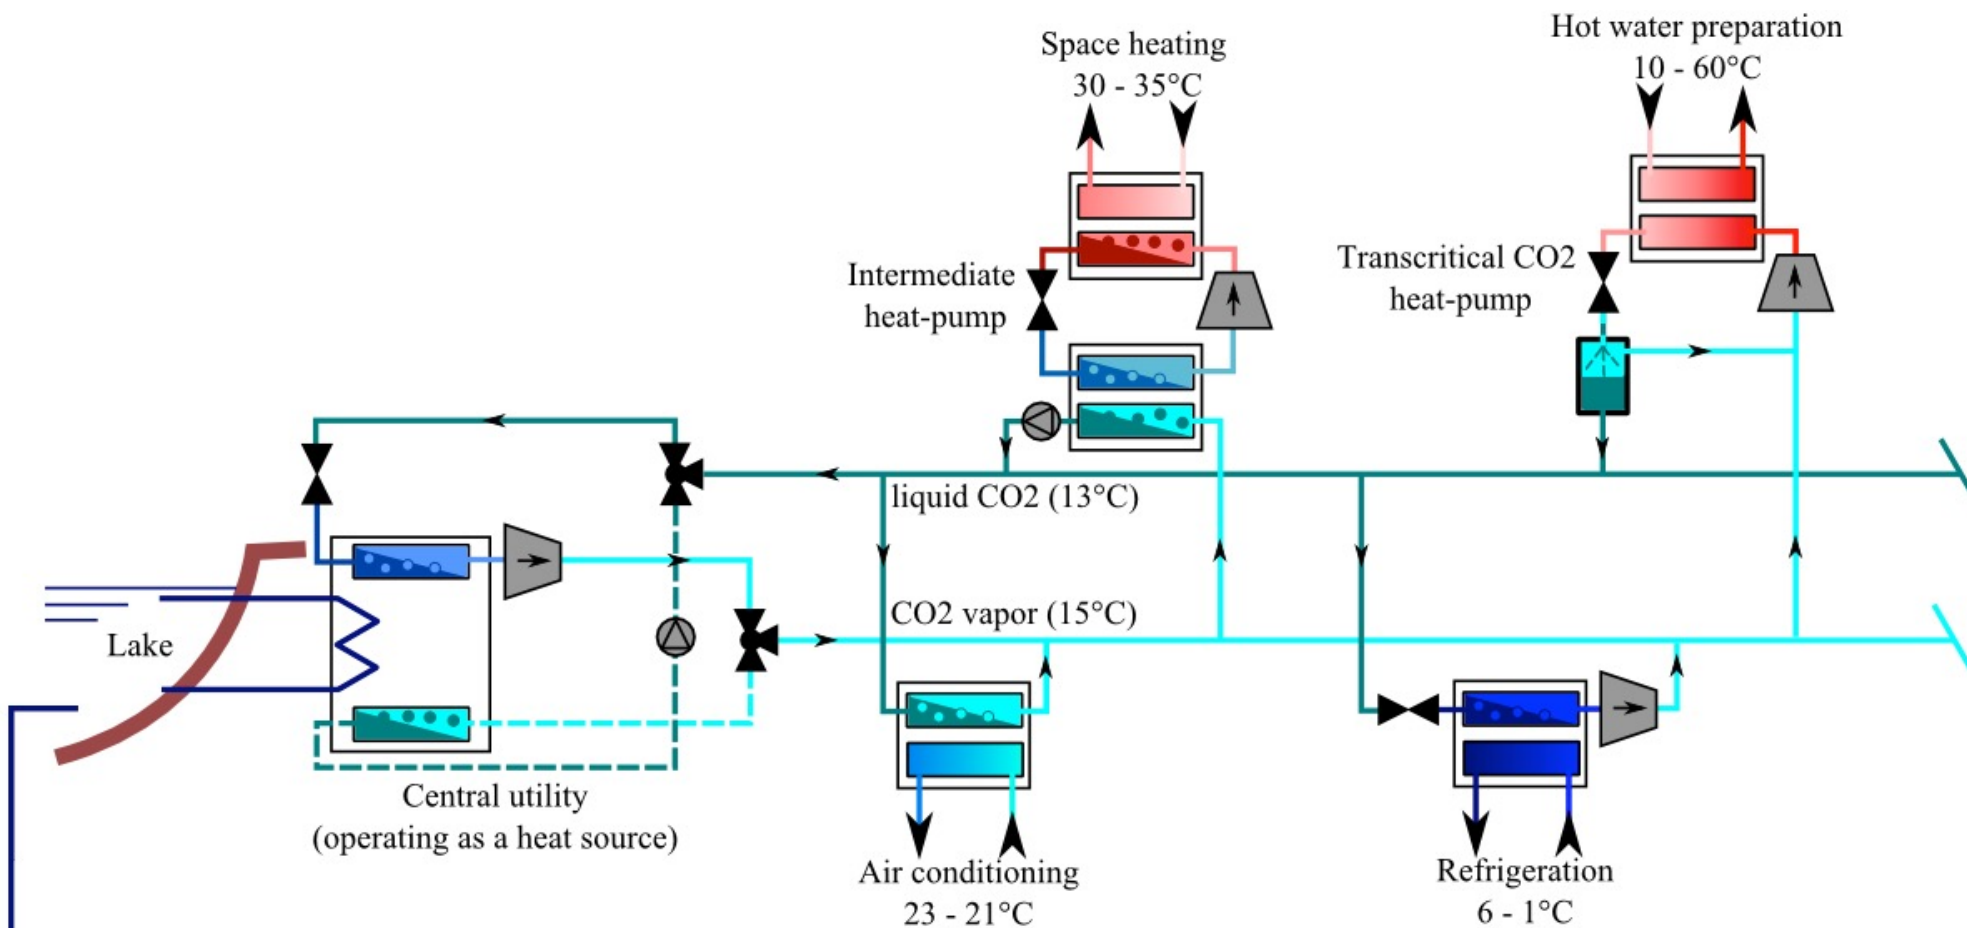 Space heating
30 - 35°C
Hot water preparation
10 - 60°C
Intermediate
heat-pump
Transcritical CO2
heat-pump
liquid CO2 (13°C)
CO2 vapor (15°C)
Lake
Central utility
(operating as a heat source)
Air conditioning
23 - 21°C
Refrigeration
6 - 1°C